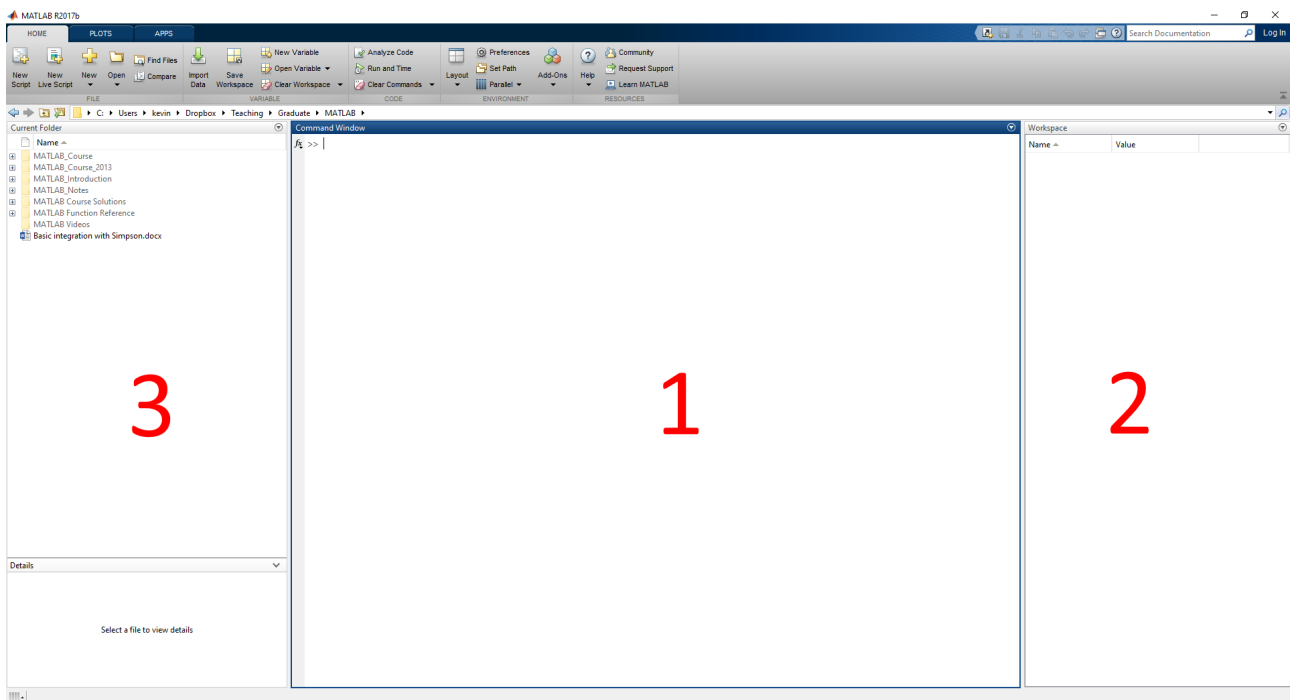 MATLAB R2017b
HOME PLOTS APPS
Search Documentation Log In
New Script
New Live Script
New
Open
Find Files
Compare
FILE
Import Data
Save Workspace
New Variable
Open Variable
Clear Workspace
VARIABLE
Analyze Code
Run and Time
Clear Commands
CODE
Layout
Preferences
Set Path
Parallel
Add-Ons
ENVIRONMENT
Help
Community
Request Support
Learn MATLAB
RESOURCES
C: Users kevin Dropbox Teaching Graduate MATLAB
Current Folder
Name
MATLAB_Course
MATLAB_Course_2013
MATLAB_Introduction
MATLAB_Notes
MATLAB Course Solutions
MATLAB Function Reference
MATLAB Videos
Basic integration with Simpson.docx
3
Details
Select a file to view details
Command Window
fx >>
1
Workspace
Name Value
2